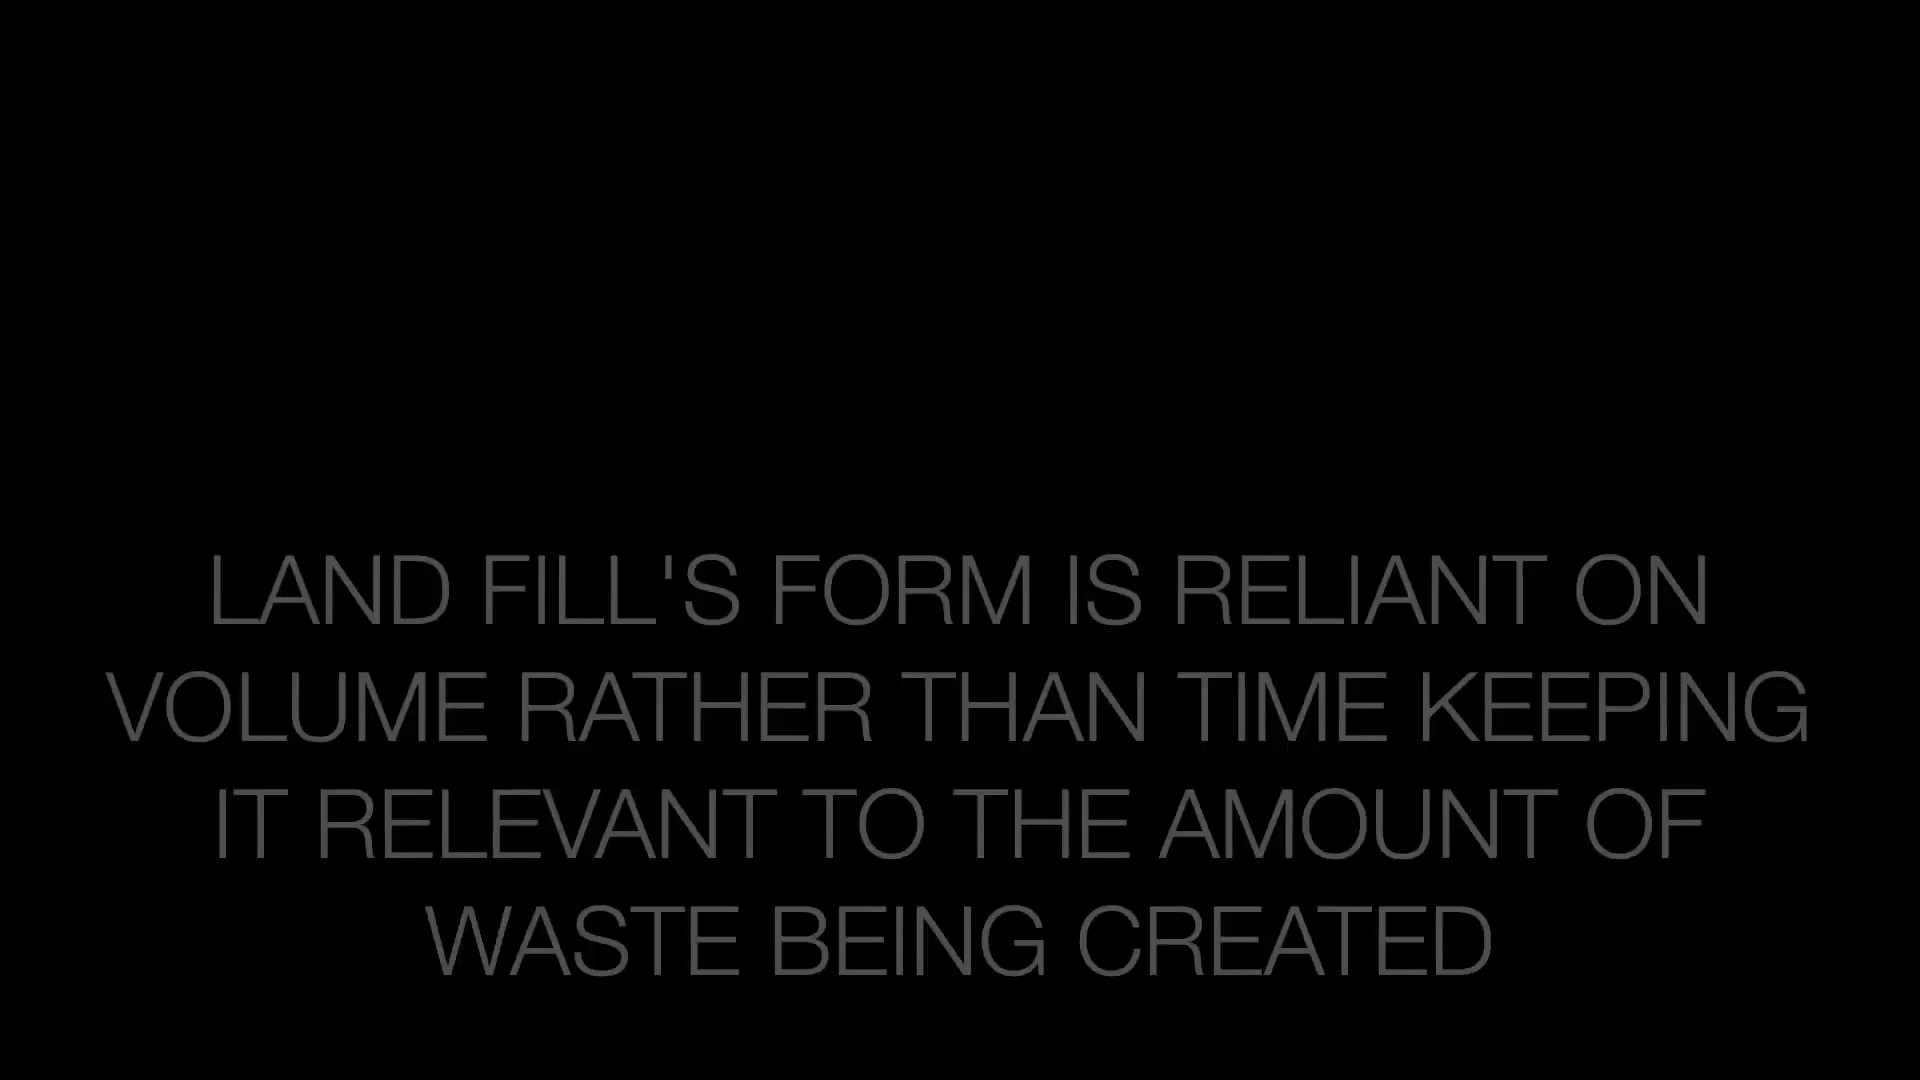 LAND FILL'S FORM IS RELIANT ON
VOLUME RATHER THAN TIME KEEPING
IT RELEVANT TO THE AMOUNT OF
WASTE BEING CREATED